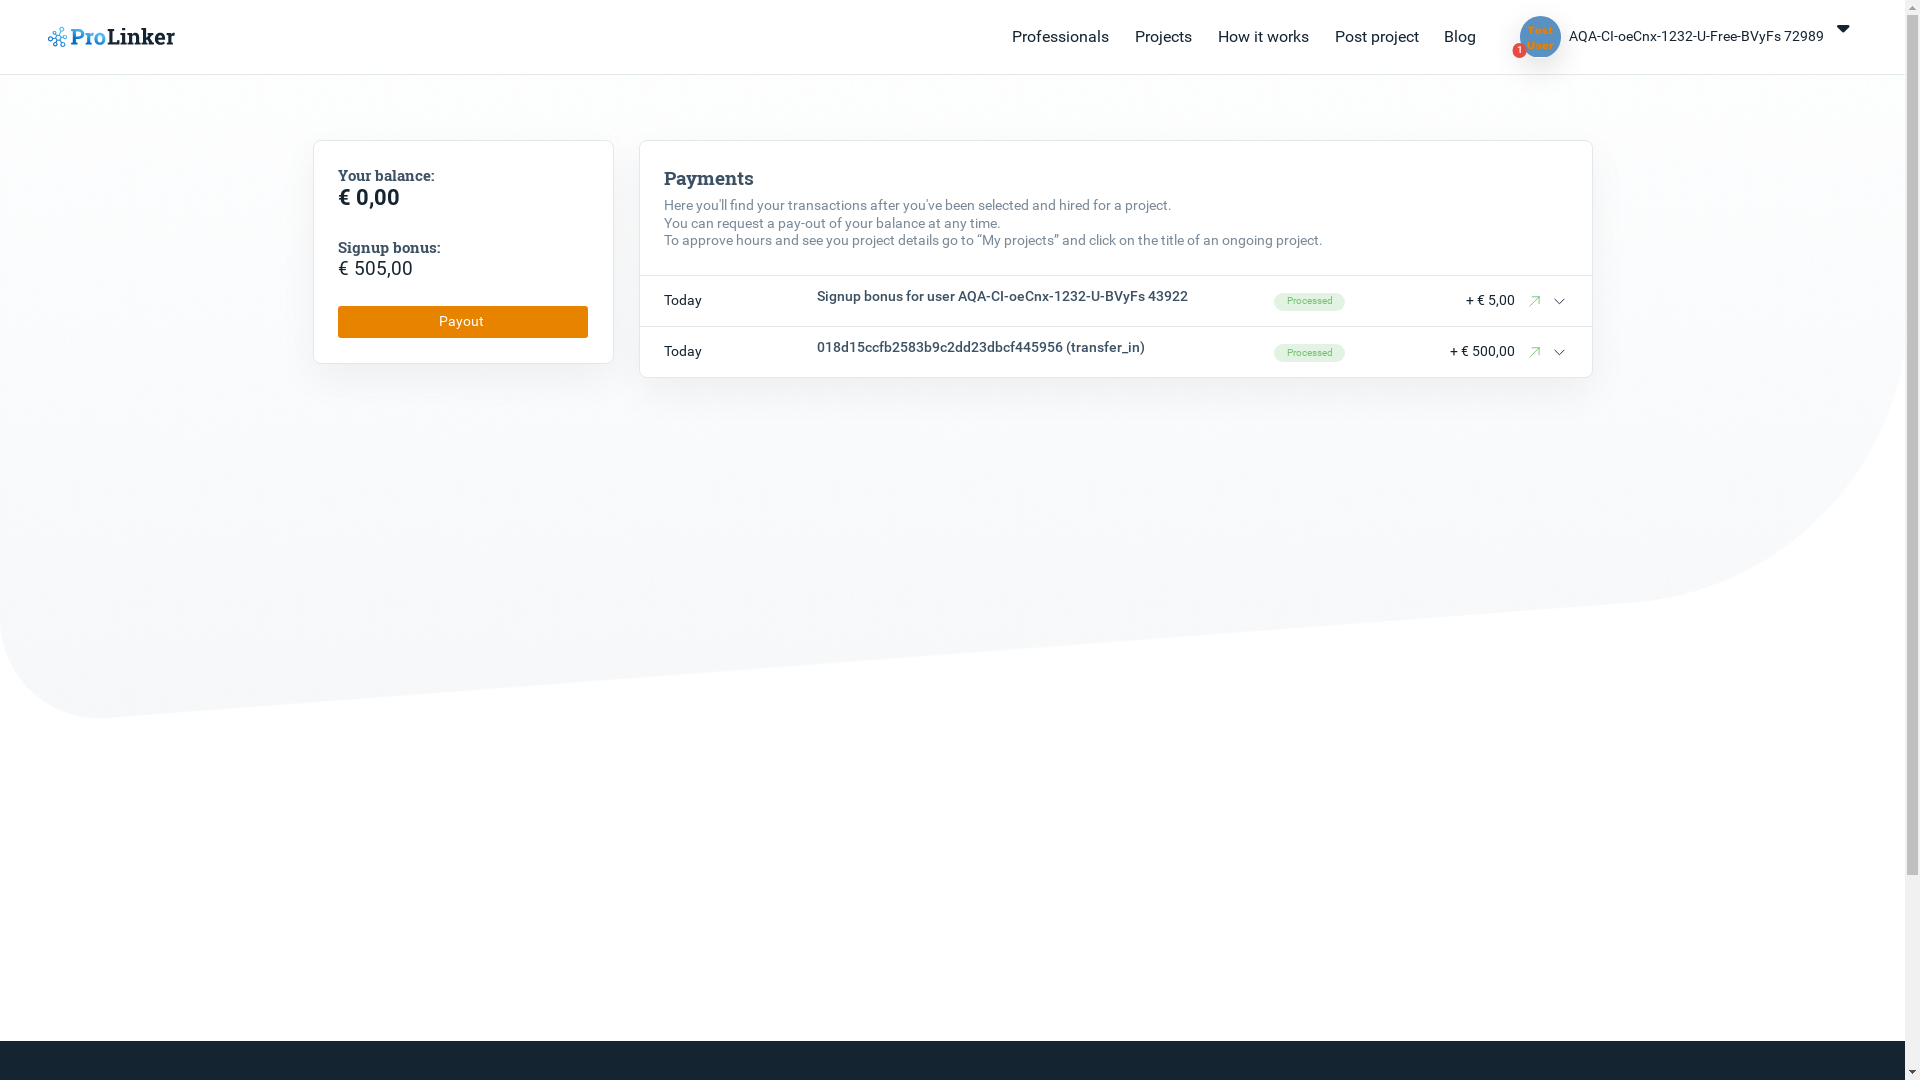 ProLinker
Professionals
Projects
How it works
Post project
Blog
Test
User
1
AQA-CI-oeCnx-1232-U-Free-BVyFs 72989
Your balance:
€ 0,00
Signup bonus:
€ 505,00
Payout
Payments
Here you'll find your transactions after you've been selected and hired for a project.
You can request a pay-out of your balance at any time.
To approve hours and see you project details go to “My projects” and click on the title of an ongoing project.
Today
Signup bonus for user AQA-CI-oeCnx-1232-U-BVyFs 43922
Processed
+ € 5,00
Today
018d15ccfb2583b9c2dd23dbcf445956 (transfer_in)
Processed
+ € 500,00